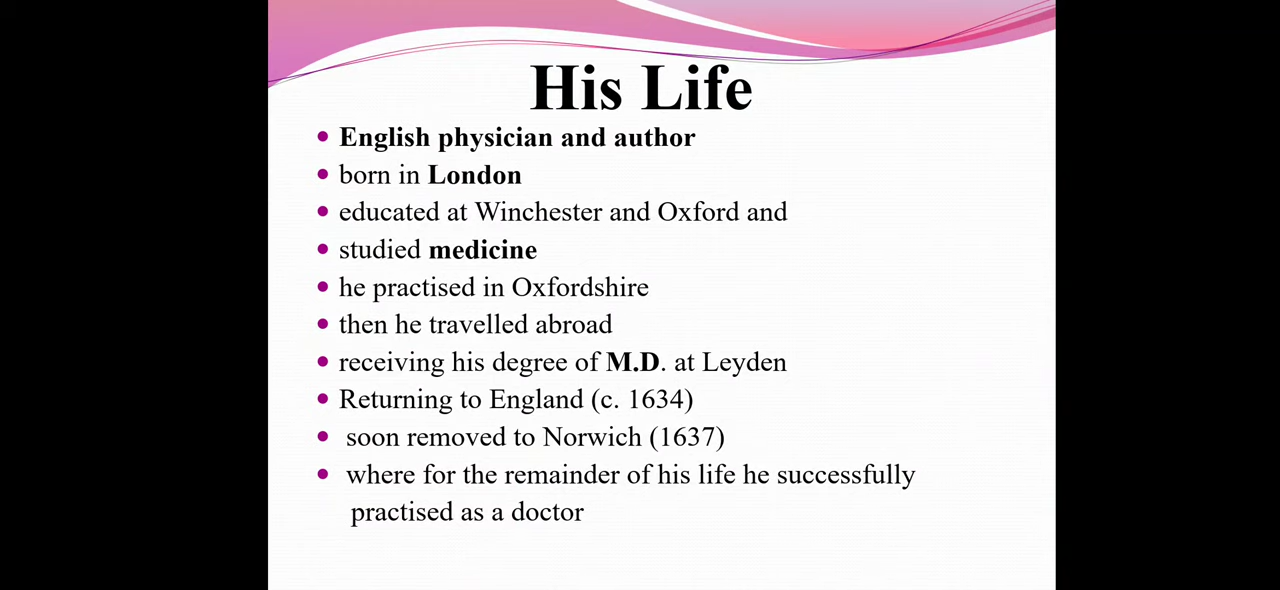 His Life
English physician and author
born in London
educated at Winchester and Oxford and
studied medicine
he practised in Oxfordshire
then he travelled abroad
receiving his degree of M.D. at Leyden
Returning to England (c. 1634)
soon removed to Norwich (1637)
where for the remainder of his life he successfully
practised as a doctor